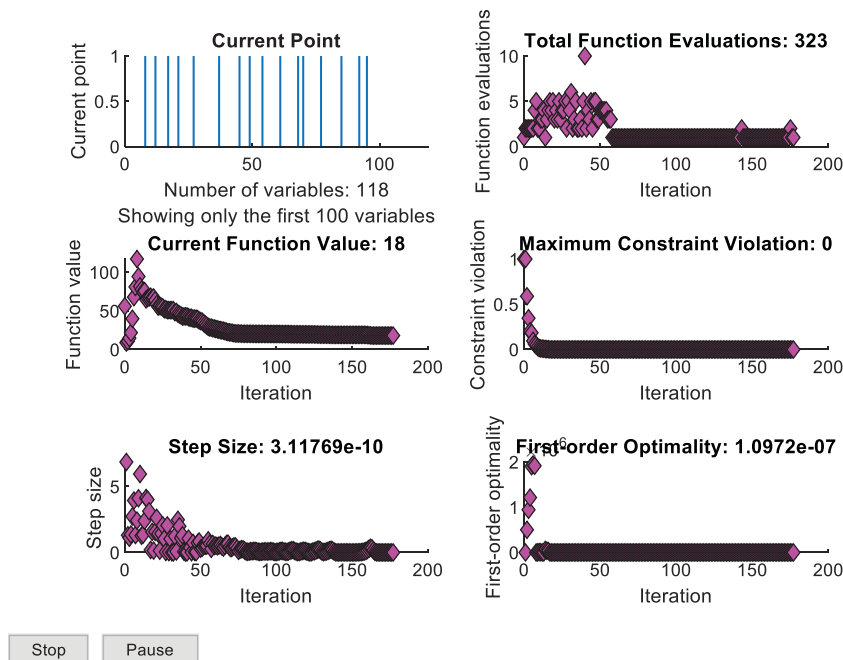 Current Point
Current point
1
0.5
0
0
50
100
Number of variables: 118
Showing only the first 100 variables
Total Function Evaluations: 323
Function evaluations
10
5
0
0
50
100
150
200
Iteration
Current Function Value: 18
Function value
100
50
0
0
50
100
150
200
Iteration
Maximum Constraint Violation: 0
Constraint violation
1
0.5
0
0
50
100
150
200
Iteration
Step Size: 3.11769e-10
Step size
5
0
0
50
100
150
200
Iteration
First-order Optimality: 1.0972e-07
First-order optimality
2
1
0
0
50
100
150
200
Iteration
Stop
Pause